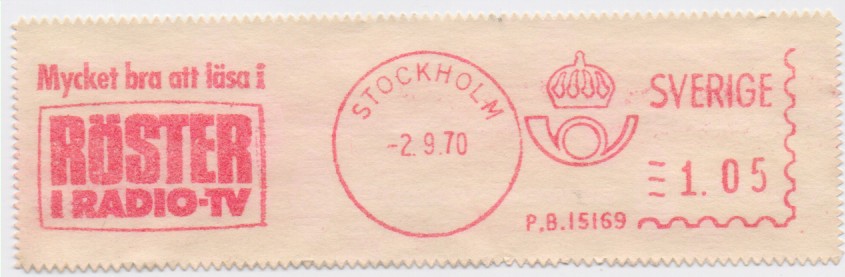 Mycket bra att läsa i
RÖSTER
I RADIO-TV
STOCKHOLM
-2.9.70
SVERIGE
1.05
P.B.15169